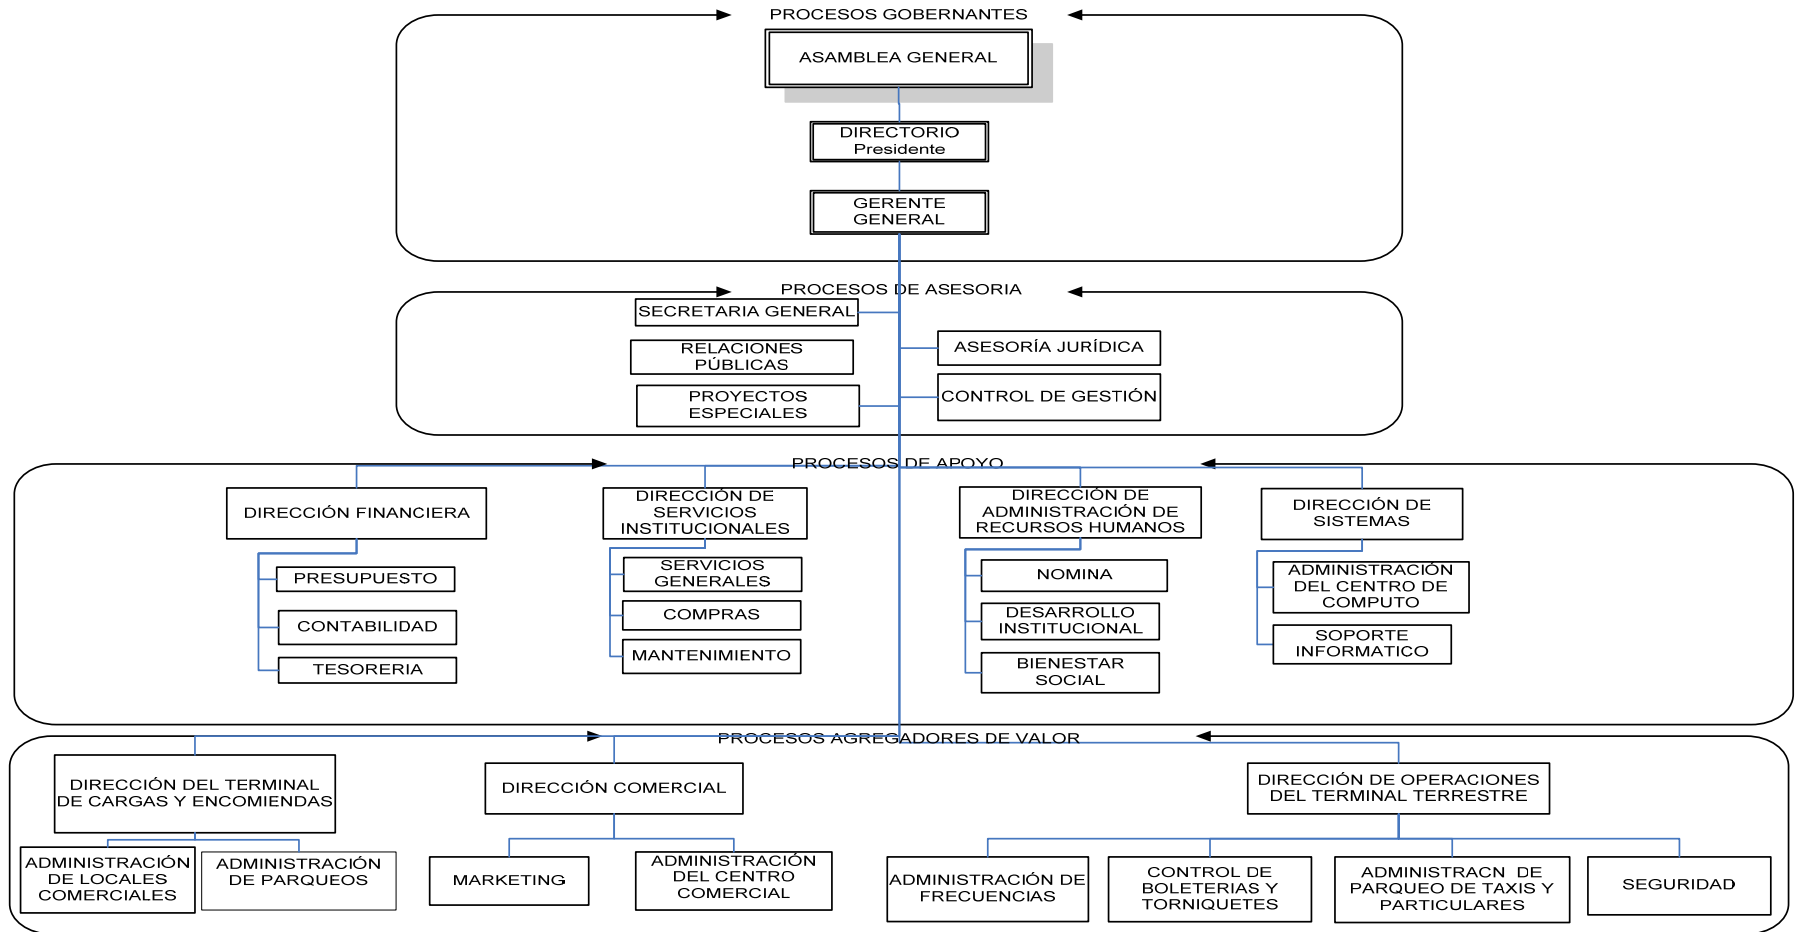 PROCESOS GOBERNANTES
ASAMBLEA GENERAL
DIRECTORIO
Presidente
GERENTE
GENERAL
PROCESOS DE ASESORIA
SECRETARIA GENERAL
RELACIONES
PÚBLICAS
PROYECTOS
ESPECIALES
ASESORÍA JURÍDICA
CONTROL DE GESTIÓN
PROCESOS DE APOYO
DIRECCIÓN FINANCIERA
PRESUPUESTO
CONTABILIDAD
TESORERIA
DIRECCIÓN DE
SERVICIOS
INSTITUCIONALES
SERVICIOS
GENERALES
COMPRAS
MANTENIMIENTO
DIRECCIÓN DE
ADMINISTRACIÓN DE
RECURSOS HUMANOS
NOMINA
DESARROLLO
INSTITUCIONAL
BIENESTAR
SOCIAL
DIRECCIÓN DE
SISTEMAS
ADMINISTRACIÓN
DEL CENTRO DE
COMPUTO
SOPORTE
INFORMATICO
PROCESOS AGREGADORES DE VALOR
DIRECCIÓN DEL TERMINAL
DE CARGAS Y ENCOMIENDAS
ADMINISTRACIÓN
DE LOCALES
COMERCIALES
ADMINISTRACIÓN
DE PARQUEOS
DIRECCIÓN COMERCIAL
MARKETING
ADMINISTRACIÓN
DEL CENTRO
COMERCIAL
DIRECCIÓN DE OPERACIONES
DEL TERMINAL TERRESTRE
ADMINISTRACIÓN DE
FRECUENCIAS
CONTROL DE
BOLETERIAS Y
TORNIQUETES
ADMINISTRACN DE
PARQUEO DE TAXIS Y
PARTICULARES
SEGURIDAD